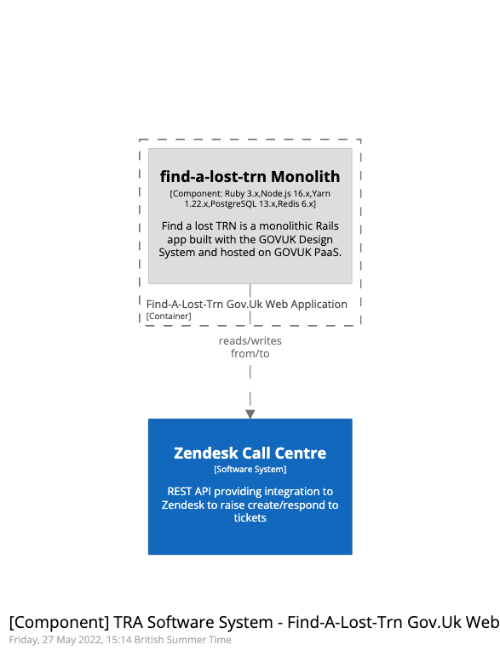 find-a-lost-trn Monolith
[Component: Ruby 3.x,Node.js 16.x,Yarn
1.22.x,PostgreSQL 13.x,Redis 6.x]
Find a lost TRN is a monolithic Rails
app built with the GOVUK Design
System and hosted on GOVUK PaaS.
Find-A-Lost-Trn Gov.Uk Web Application
[Container]
reads/writes
from/to
Zendesk Call Centre
[Software System]
REST API providing integration to
Zendesk to raise create/respond to
tickets
[Component] TRA Software System - Find-A-Lost-Trn Gov.Uk Web
Friday, 27 May 2022, 15:14 British Summer Time